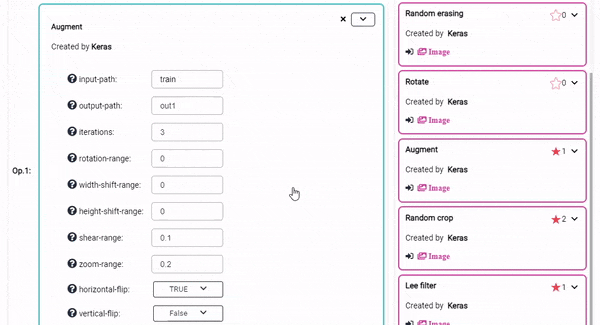 Augment
Created by Keras
Op.1:
input-path: train
output-path: out1
iterations: 3
rotation-range: 0
width-shift-range: 0
height-shift-range: 0
shear-range: 0.1
zoom-range: 0.2
horizontal-flip: TRUE
vertical-flip: False
Random erasing 0
Created by Keras
Image
Rotate 0
Created by Keras
Image
Augment 1
Created by Keras
Image
Random crop 2
Created by Keras
Image
Lee filter 1
Created by Keras
Image